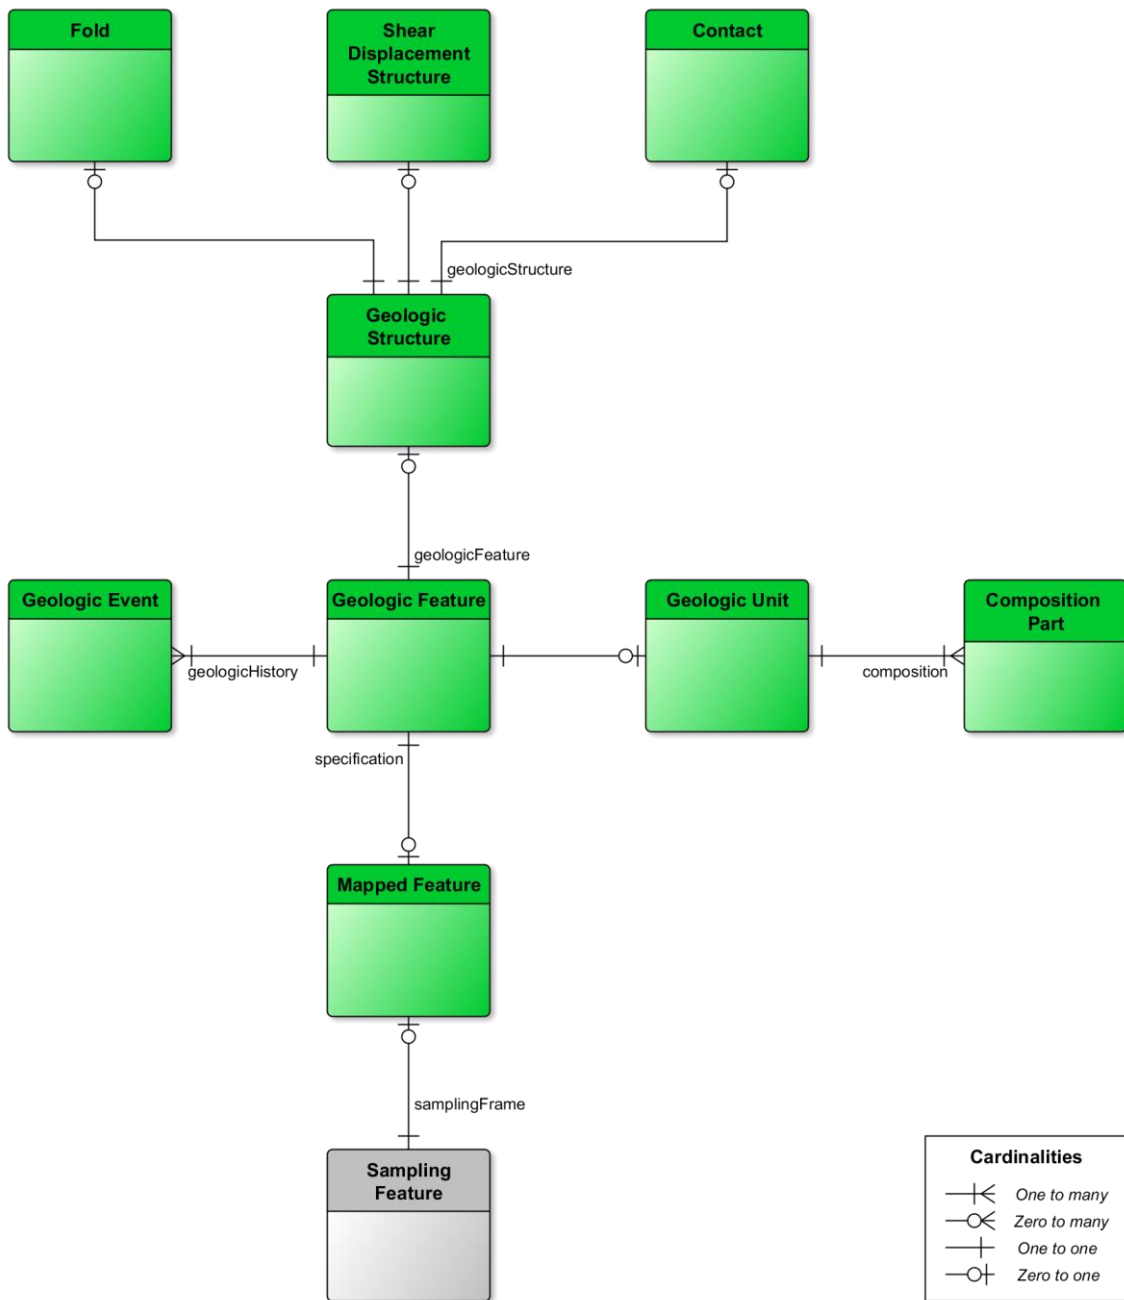 Fold
Shear
Displacement
Structure
Contact
geologicStructure
Geologic
Structure
geologicFeature
Geologic Event
Geologic Feature
Geologic Unit
Composition
Part
geologicHistory
composition
specification
Mapped Feature
samplingFrame
Sampling
Feature
Cardinalities
One to many
Zero to many
One to one
Zero to one